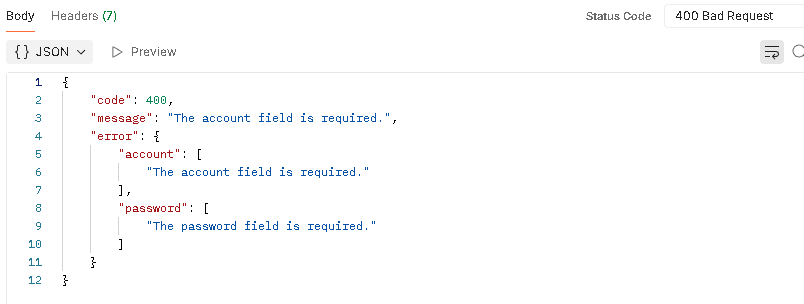 Body Headers (7) Status Code 400 Bad Request
{} JSON Preview
1 {
2 "code": 400,
3 "message": "The account field is required.",
4 "error": {
5 "account": [
6 "The account field is required."
7 ],
8 "password": [
9 "The password field is required."
10 ]
11 }
12 }